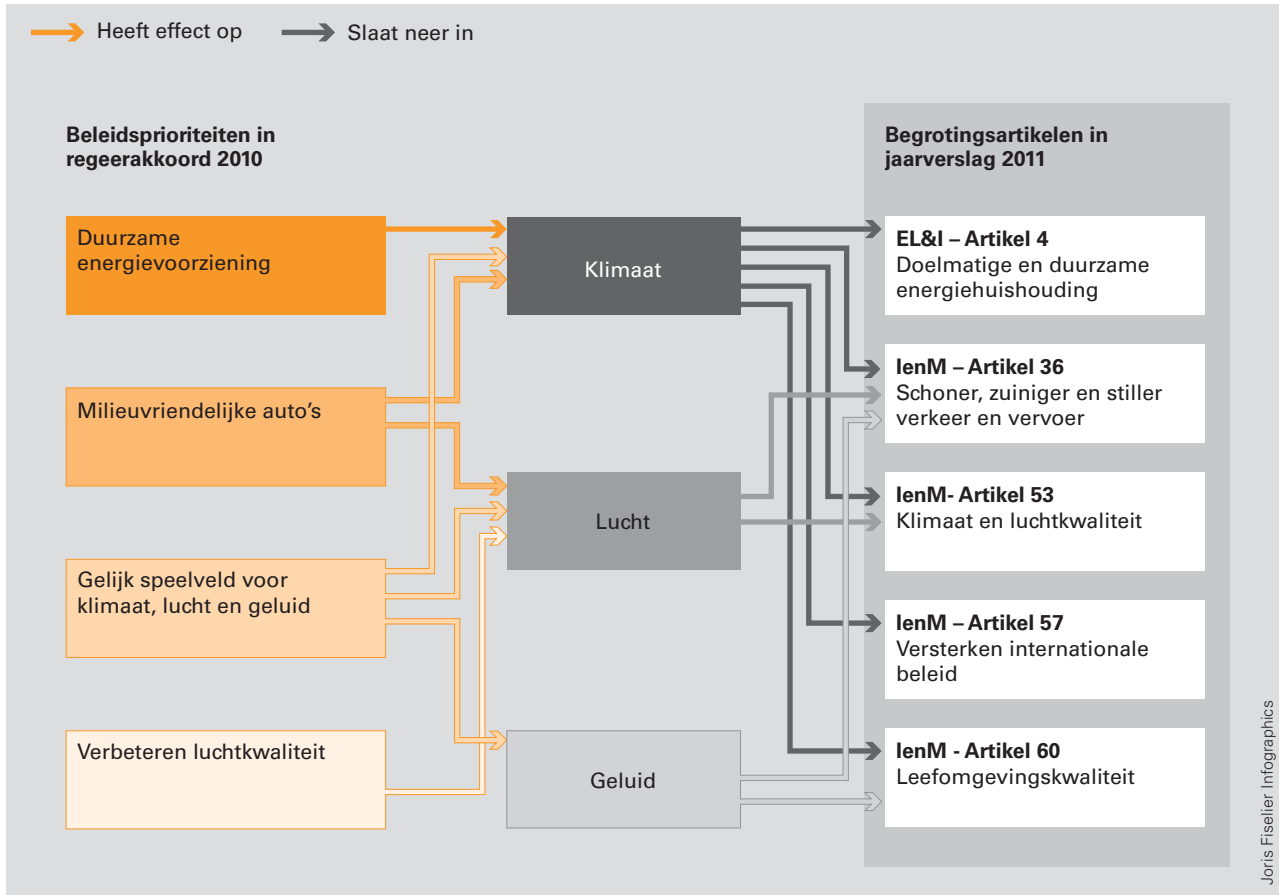 Heeft effect op
Slaat neer in
Beleidsprioriteiten in
regeerakkoord 2010
Begrotingsartikelen in
jaarverslag 2011
Duurzame
energievoorziening
Milieuvriendelijke auto's
Gelijk speelveld voor
klimaat, lucht en geluid
Verbeteren luchtkwaliteit
Klimaat
Lucht
Geluid
EL&I – Artikel 4
Doelmatige en duurzame
energiehuishouding
IenM – Artikel 36
Schoner, zuiniger en stiller
verkeer en vervoer
IenM- Artikel 53
Klimaat en luchtkwaliteit
IenM – Artikel 57
Versterken internationale
beleid
IenM - Artikel 60
Leefomgevingskwaliteit
Joris Fiselier Infographics